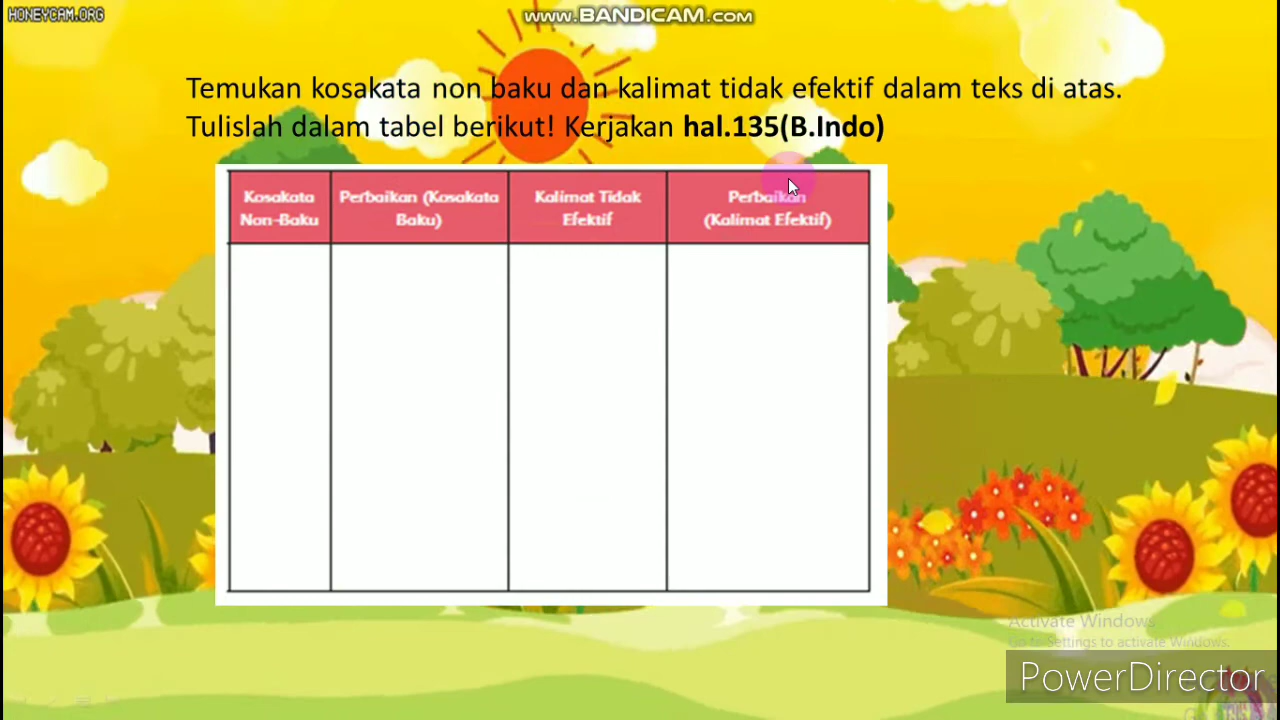 HONEYCAM.ORG
www.BANDICAM.com
Temukan kosakata non baku dan kalimat tidak efektif dalam teks di atas.
Tulislah dalam tabel berikut! Kerjakan hal.135(B.Indo)
Kosakata
Non-Baku
Perbaikan (Kosakata
Baku)
Kalimat Tidak
Efektif
Perbaikan
(Kalimat Efektif)
Activate Windows
Go to Settings to activate Windows.
PowerDirector